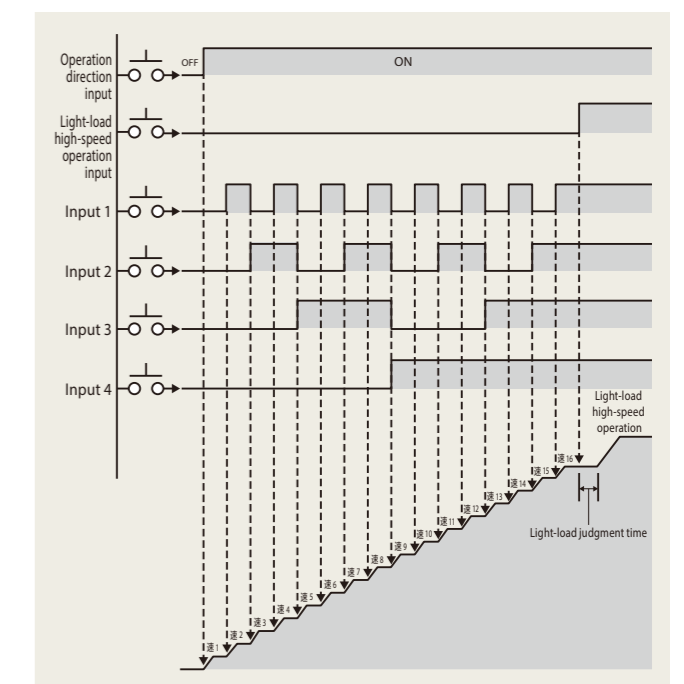 Operation
direction
input
OFF
ON
Light-load
high-speed
operation
input
Input 1
Input 2
Input 3
Input 4
Light-load
high-speed
operation
速16
速15
速14
速13
速12
速11
速10
速9
速8
速7
速6
速5
速4
速3
速2
速1
Light-load judgment time